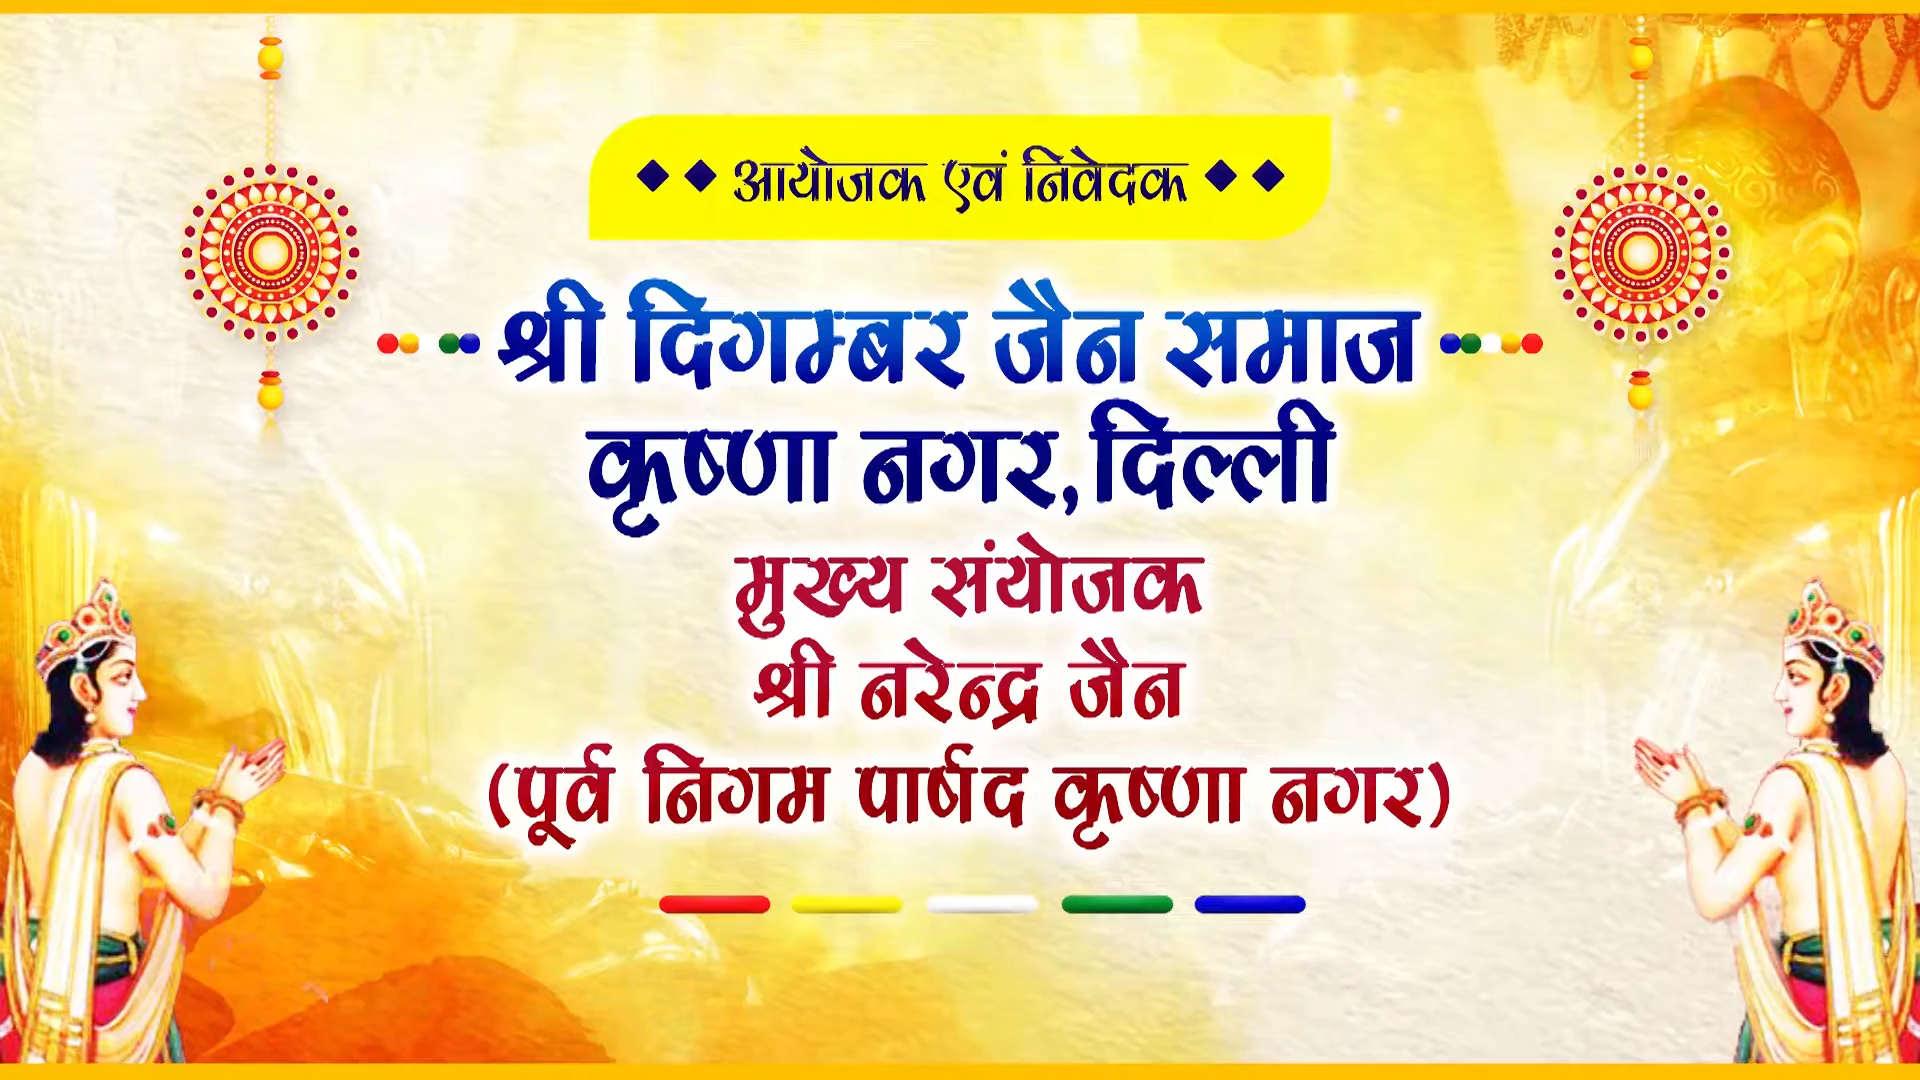 आयोजक एवं निवेदक
श्री दिगम्बर जैन समाज
कृष्णा नगर, दिल्ली
मुख्य संयोजक
श्री नरेन्द्र जैन
(पूर्व निगम पार्षद कृष्णा नगर)